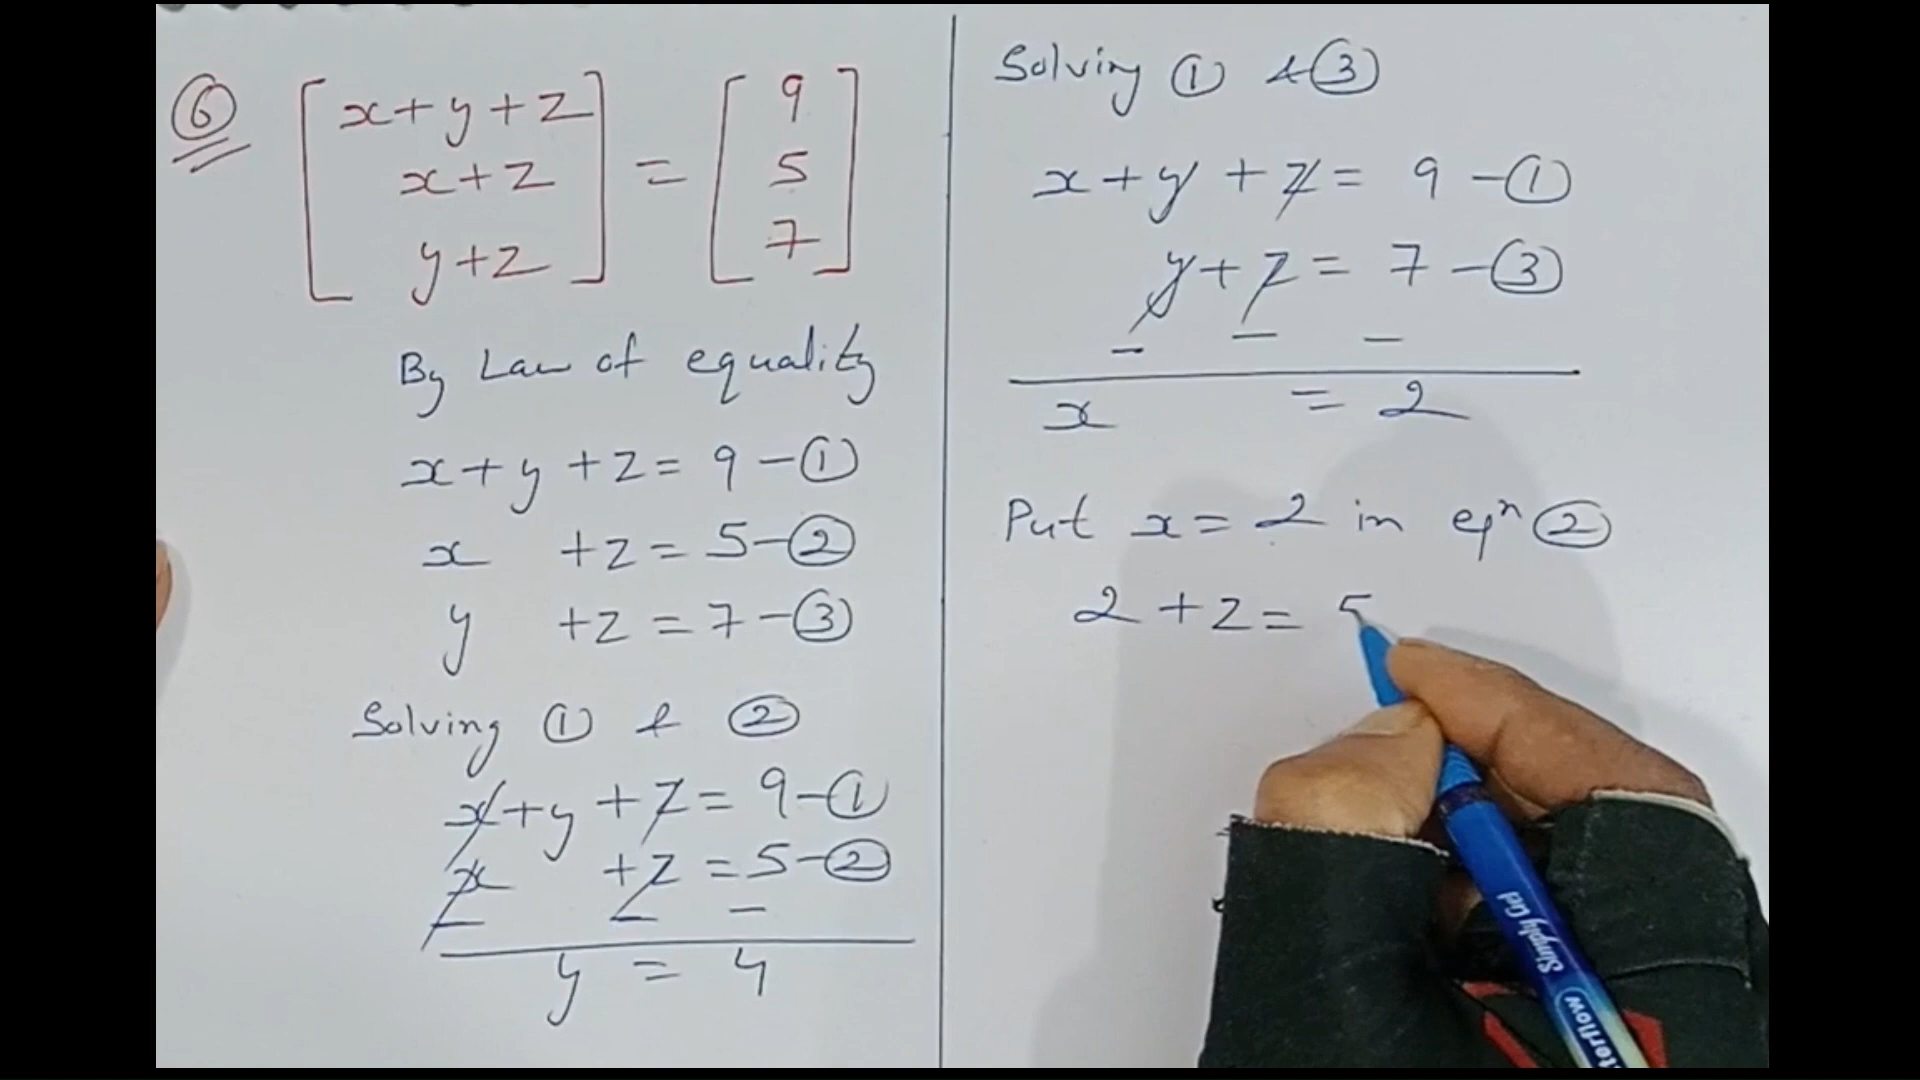 ⑥ [x+y+z] = [9]
[x+z] [5]
[y+z] [7]
By Law of equality
x+y+z=9-①
x +z=5-②
y +z=7-③
Solving ① & ②
x+y+z=9-①
x +z=5-②
- - -
y = 4
Solving ① & ③
x+y+z=9-①
y+z=7-③
- - -
x = 2
Put x=2 in eqⁿ ②
2+z=5
Simply Gel
terflow